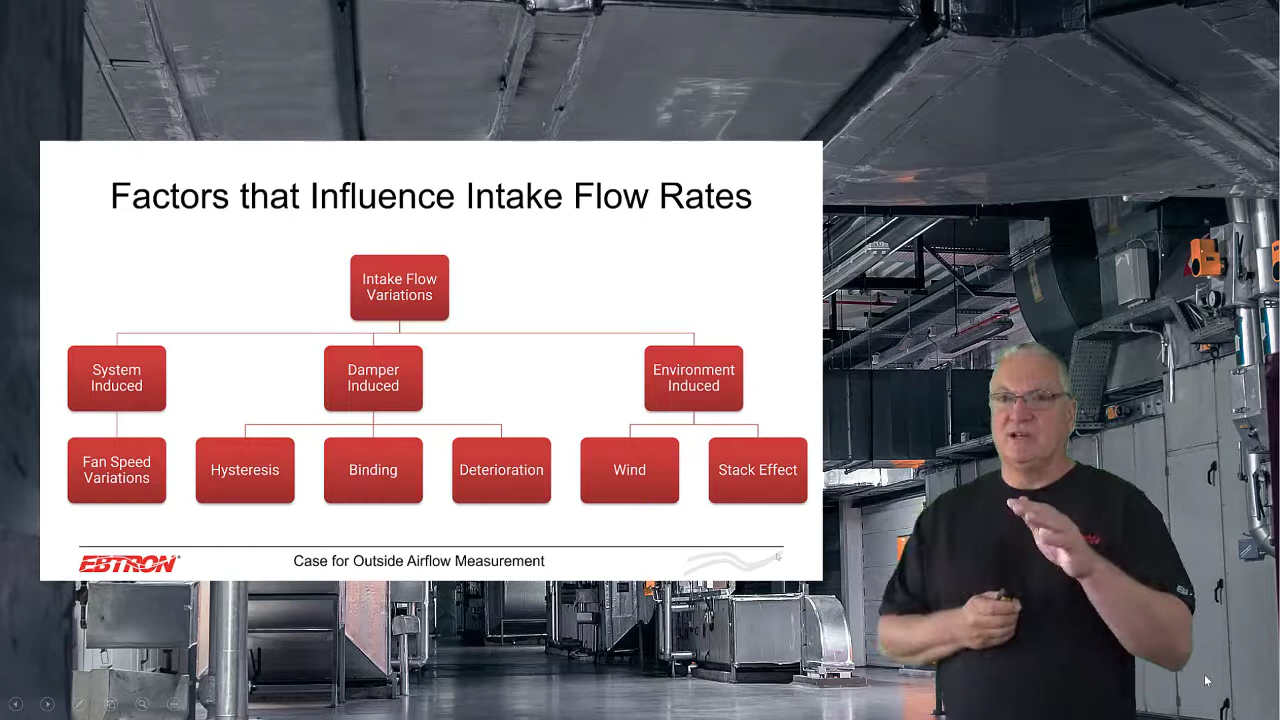 Factors that Influence Intake Flow Rates
Intake Flow
Variations
System
Induced
Damper
Induced
Environment
Induced
Fan Speed
Variations
Hysteresis
Binding
Deterioration
Wind
Stack Effect
EBTRON
Case for Outside Airflow Measurement